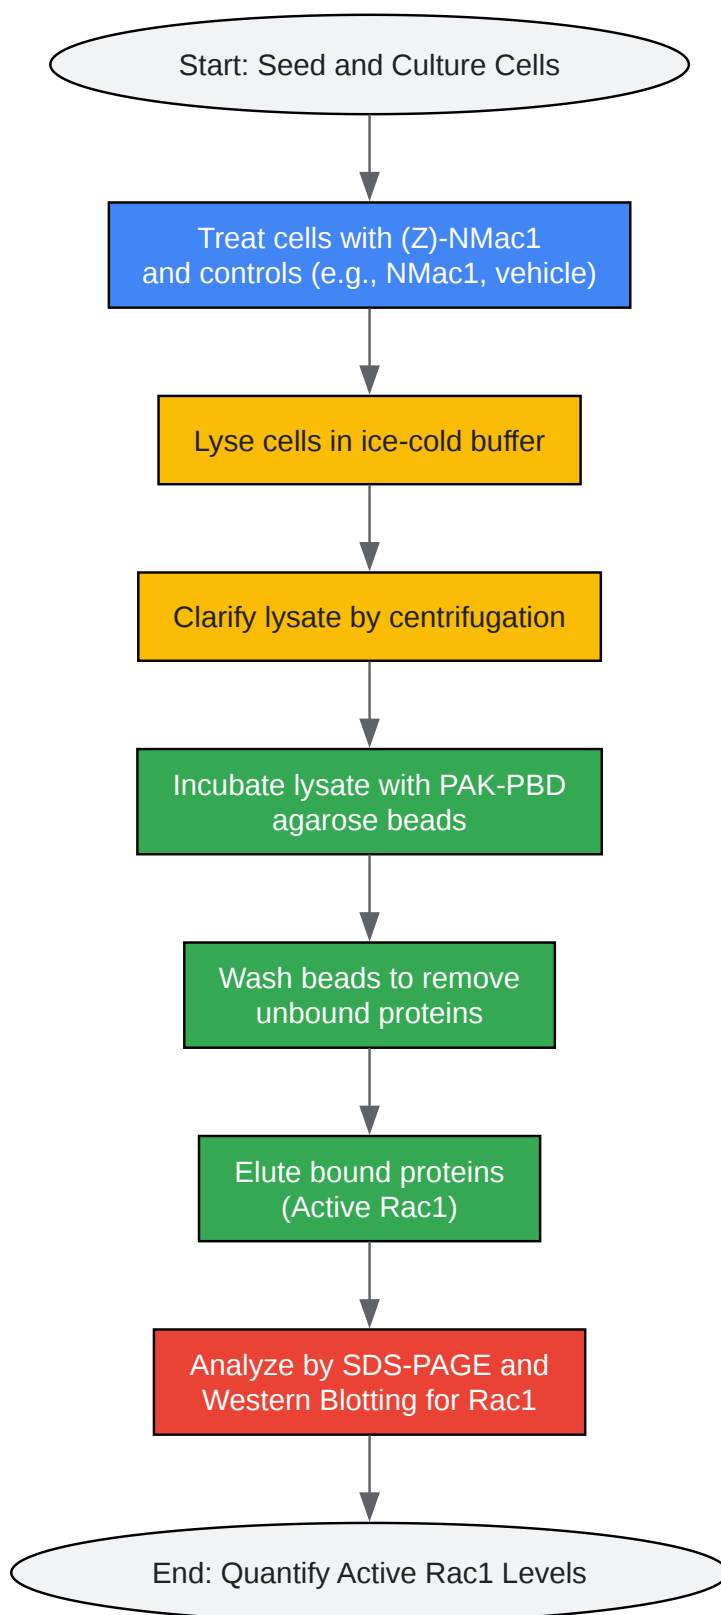 Start: Seed and Culture Cells
Treat cells with (Z)-NMac1
and controls (e.g., NMac1, vehicle)
Lyse cells in ice-cold buffer
Clarify lysate by centrifugation
Incubate lysate with PAK-PBD
agarose beads
Wash beads to remove
unbound proteins
Elute bound proteins
(Active Rac1)
Analyze by SDS-PAGE and
Western Blotting for Rac1
End: Quantify Active Rac1 Levels